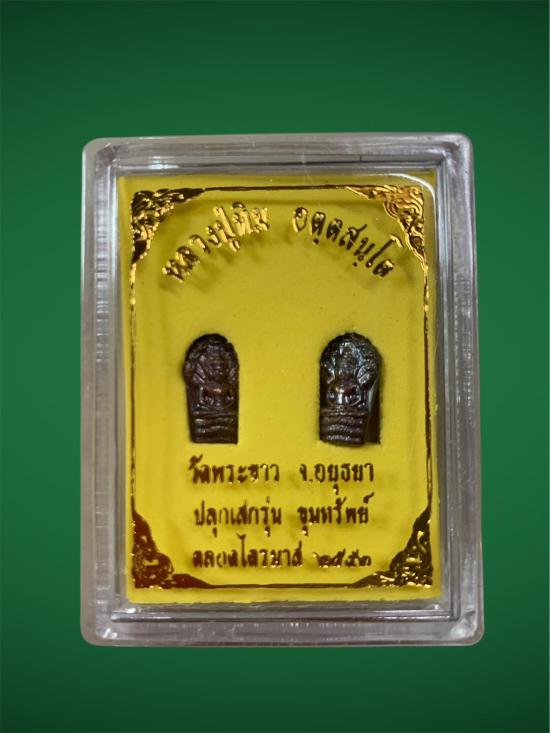 หลวงปู่ทิม อตฺตสนฺโต
วัดพระขาว จ.อยุธยา
ปลุกเสกรุ่น ขุมทรัพย์
ตลอดไตรมาส ๒๕๕๓